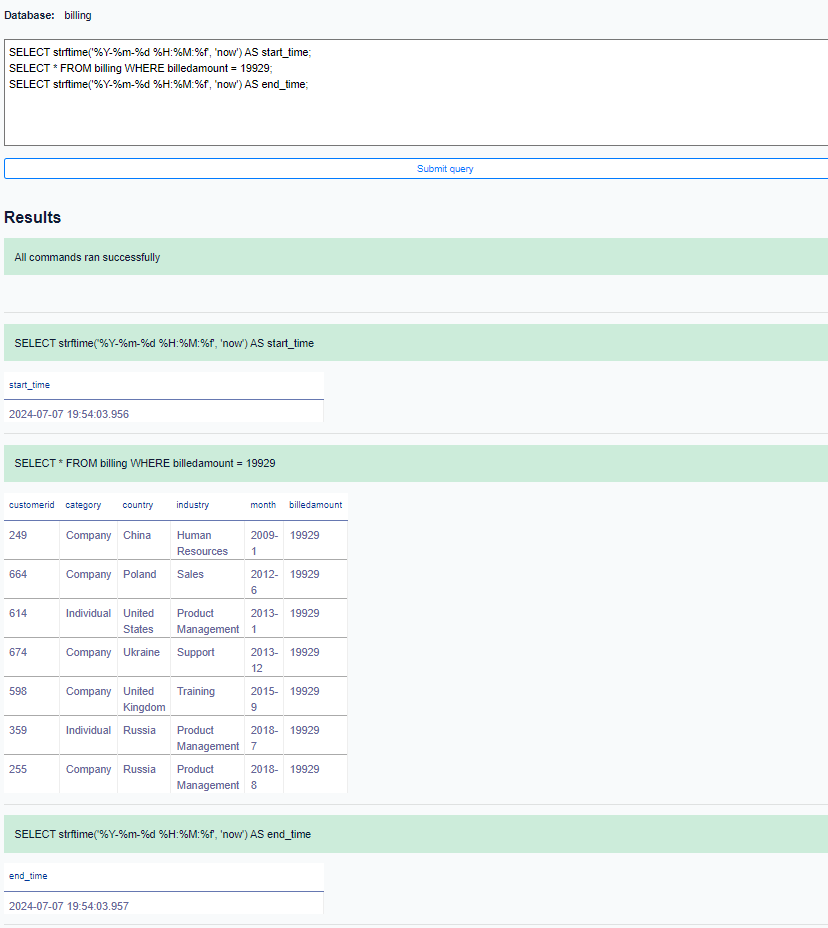 Database: billing
SELECT strftime('%Y-%m-%d %H:%M:%f', 'now') AS start_time;
SELECT * FROM billing WHERE billedamount = 19929;
SELECT strftime('%Y-%m-%d %H:%M:%f', 'now') AS end_time;
Submit query
Results
All commands ran successfully
SELECT strftime('%Y-%m-%d %H:%M:%f', 'now') AS start_time
start_time
2024-07-07 19:54:03.956
SELECT * FROM billing WHERE billedamount = 19929
customerid category country industry month billedamount
249 Company China Human 2009- 19929
Resources 1
664 Company Poland Sales 2012- 19929
6
614 Individual United Product 2013- 19929
States Management 1
674 Company Ukraine Support 2013- 19929
12
598 Company United Training 2015- 19929
Kingdom 9
359 Individual Russia Product 2018- 19929
Management 7
255 Company Russia Product 2018- 19929
Management 8
SELECT strftime('%Y-%m-%d %H:%M:%f', 'now') AS end_time
end_time
2024-07-07 19:54:03.957